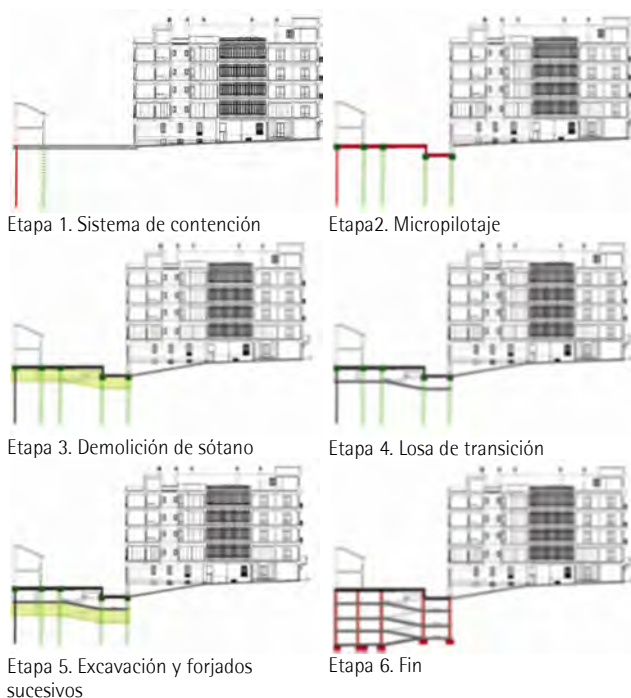 Etapa 1. Sistema de contención
Etapa2. Micropilotaje
Etapa 3. Demolición de sótano
Etapa 4. Losa de transición
Etapa 5. Excavación y forjados
sucesivos
Etapa 6. Fin